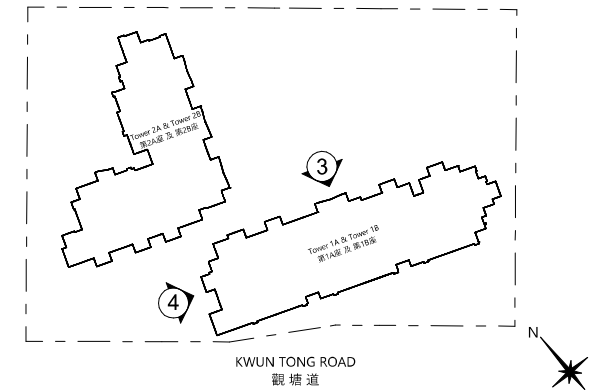 Tower 2A & Tower 2B
第2A座 及 第2B座
3
Tower 1A & Tower 1B
第1A座 及 第1B座
4
N
KWUN TONG ROAD
觀塘道